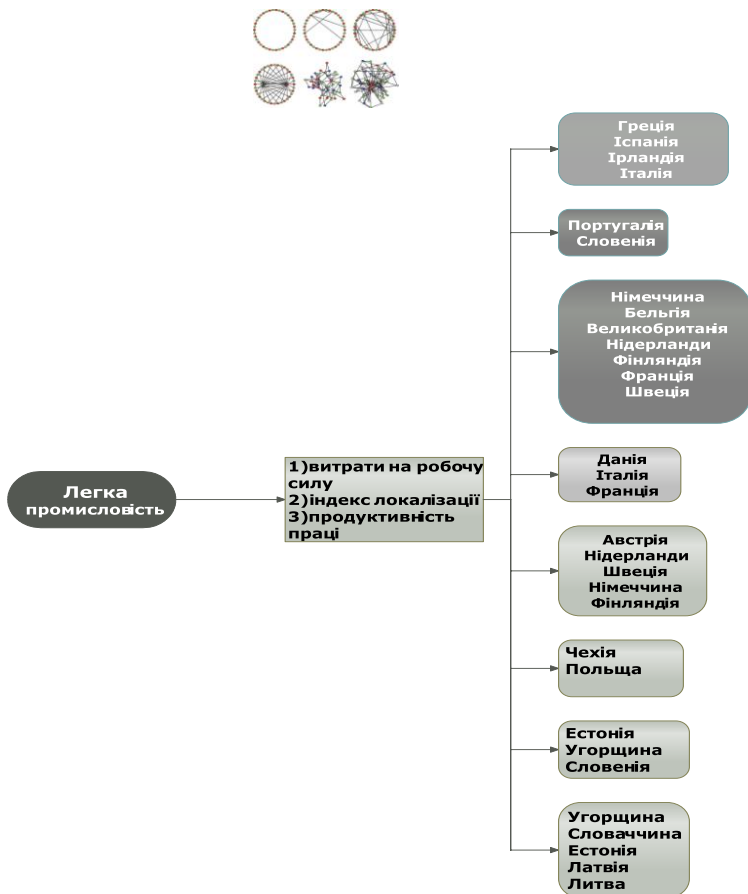 Греція
Іспанія
Ірландія
Італія
Португалія
Словенія
Німеччина
Бельгія
Великобританія
Нідерланди
Фінляндія
Франція
Швеція
Легка
промисловість
1)витрати на робочу
силу
2)індекс локалізації
3)продуктивність
праці
Данія
Італія
Франція
Австрія
Нідерланди
Швеція
Німеччина
Фінляндія
Чехія
Польща
Естонія
Угорщина
Словенія
Угорщина
Словаччина
Естонія
Латвія
Литва